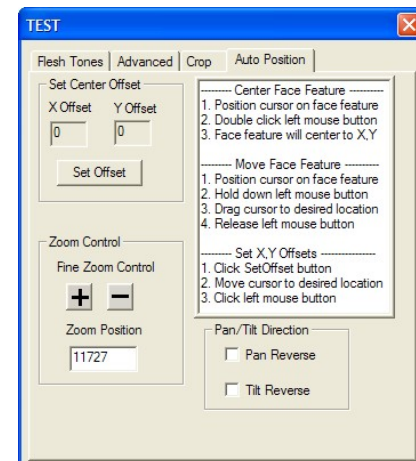 TEST
Flesh Tones Advanced Crop Auto Position
Set Center Offset
X Offset Y Offset
0 0
Set Offset
-------- Center Face Feature --------
1. Position cursor on face feature
2. Double click left mouse button
3. Face feature will center to X,Y
-------- Move Face Feature ----------
1. Position cursor on face feature
2. Hold down left mouse button
3. Drag cursor to desired location
4. Release left mouse button
-------- Set X,Y Offsets ---------------
1. Click SetOffset button
2. Move cursor to desired location
3. Click left mouse button
Zoom Control
Fine Zoom Control
+ −
Zoom Position
11727
Pan/Tilt Direction
Pan Reverse
Tilt Reverse